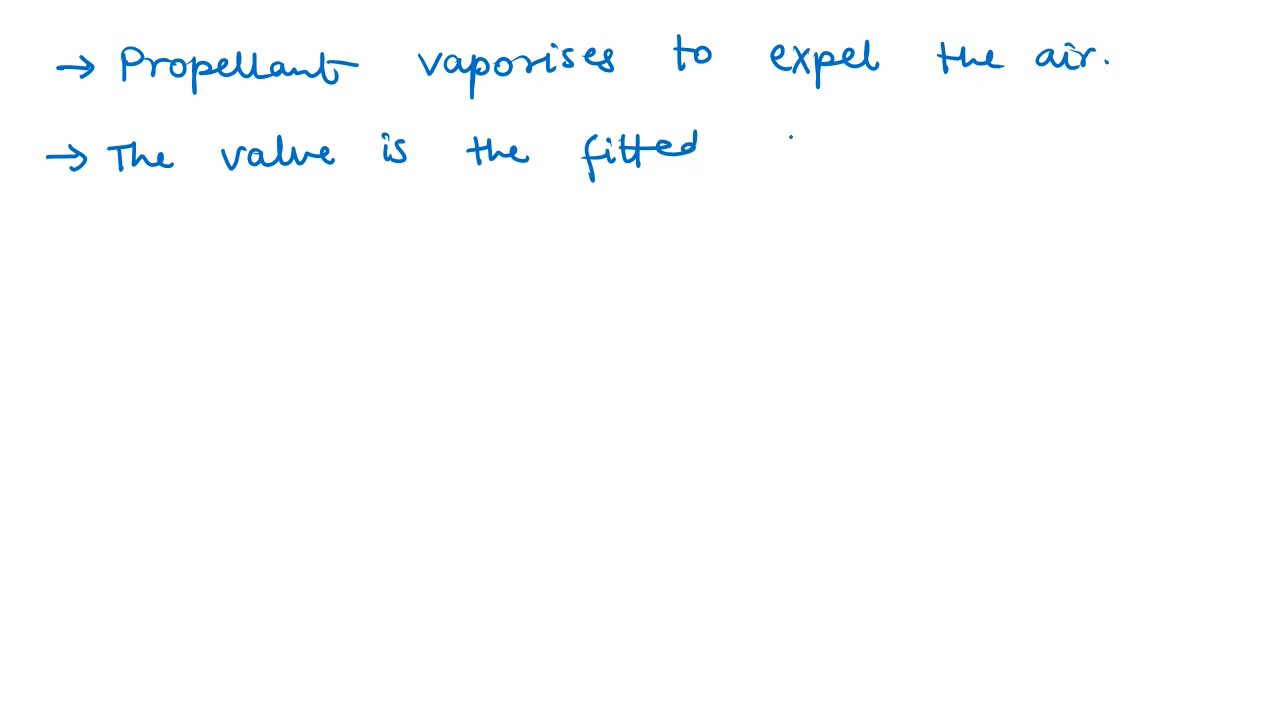 → Propellant vaporises to expel the air.
→ The valve is the fitted